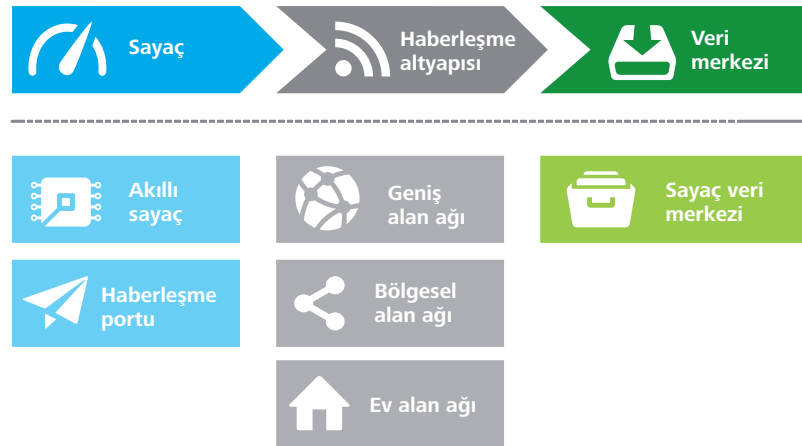 Sayaç
Haberleşme
altyapısı
Veri
merkezi
Akıllı
sayaç
Geniş
alan ağı
Sayaç veri
merkezi
Haberleşme
portu
Bölgesel
alan ağı
Ev alan ağı